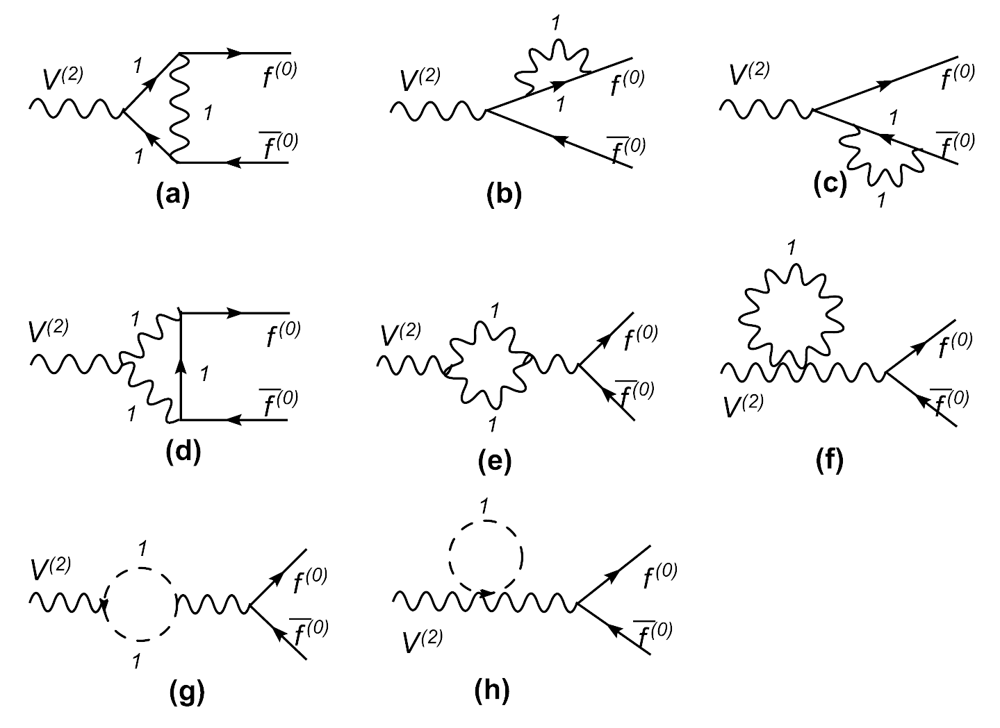 V(2) 1 1 1 f(0) f̅(0)
(a)
V(2) 1 1 f(0) f̅(0)
(b)
V(2) 1 1 f(0) f̅(0)
(c)
V(2) 1 1 1 f(0) f̅(0)
(d)
V(2) 1 1 f(0) f̅(0)
(e)
1 V(2) f(0) f̅(0)
(f)
V(2) 1 1 f(0) f̅(0)
(g)
1 V(2) f(0) f̅(0)
(h)